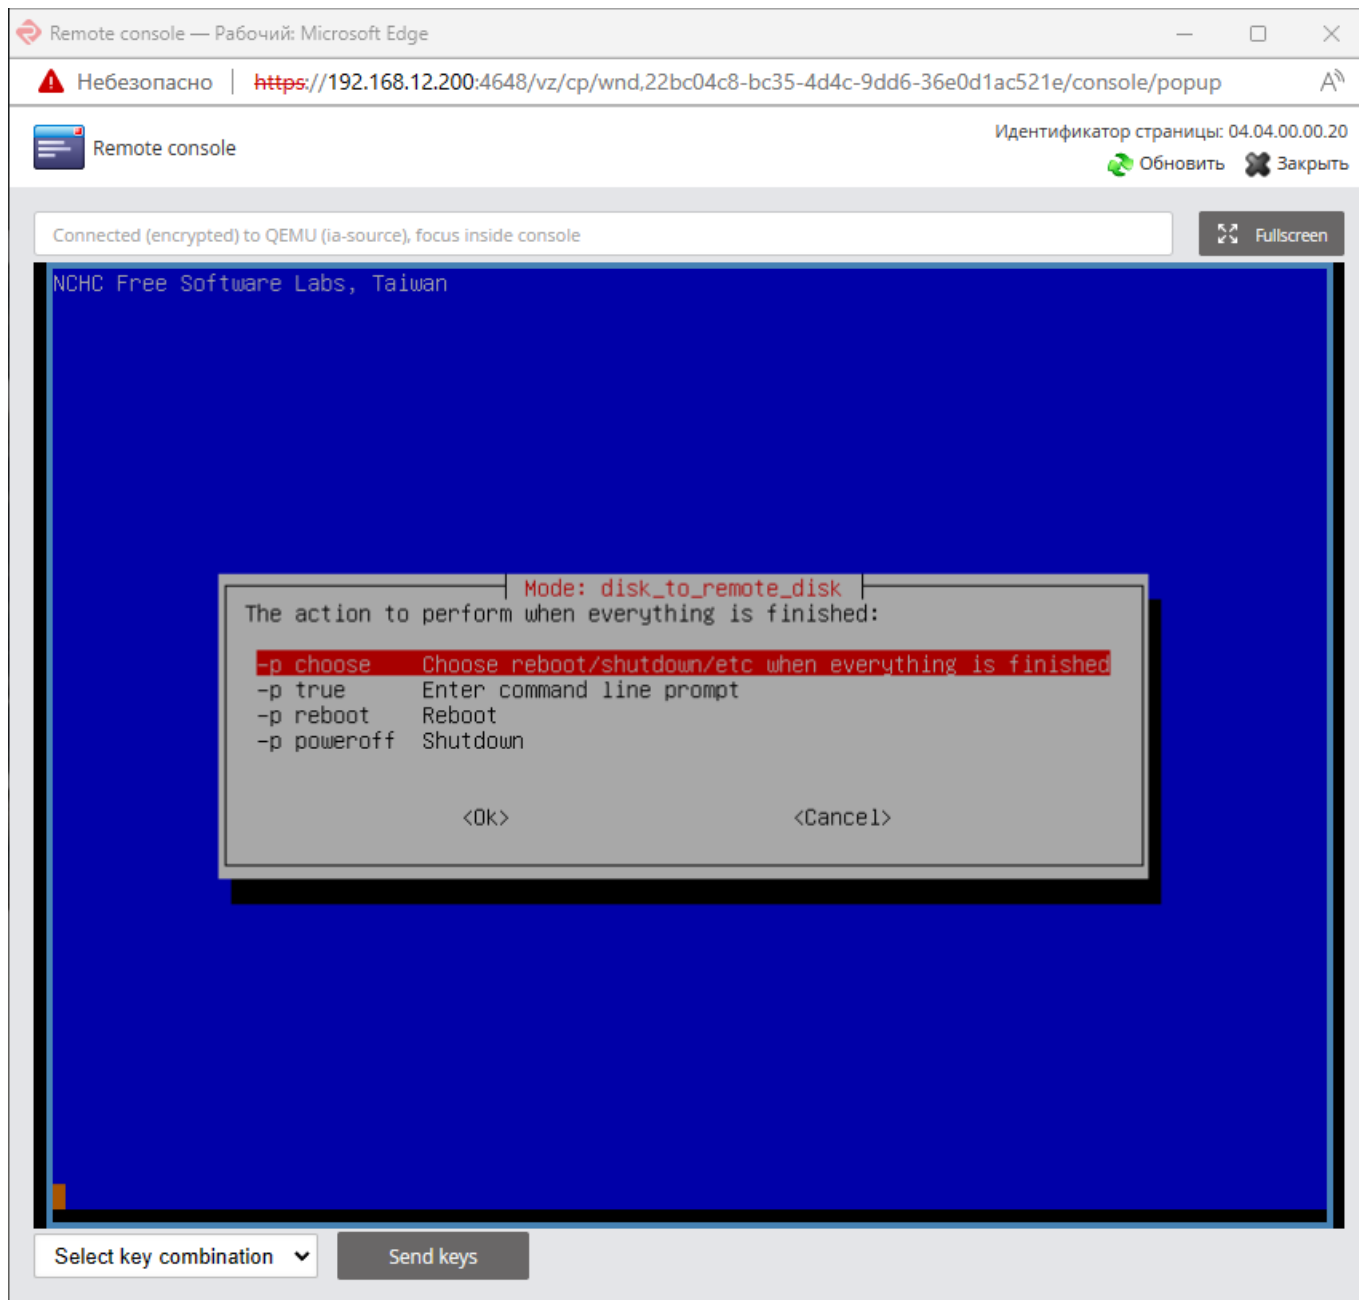 Remote console — Рабочий: Microsoft Edge
Небезопасно https://192.168.12.200:4648/vz/cp/wnd,22bc04c8-bc35-4d4c-9dd6-36e0d1ac521e/console/popup A
Remote console
Идентификатор страницы: 04.04.00.00.20
Обновить Закрыть
Connected (encrypted) to QEMU (ia-source), focus inside console
Fullscreen
NCHC Free Software Labs, Taiwan
Mode: disk_to_remote_disk
The action to perform when everything is finished:
-p choose Choose reboot/shutdown/etc when everything is finished
-p true Enter command line prompt
-p reboot Reboot
-p poweroff Shutdown
<Ok> <Cancel>
Select key combination Send keys